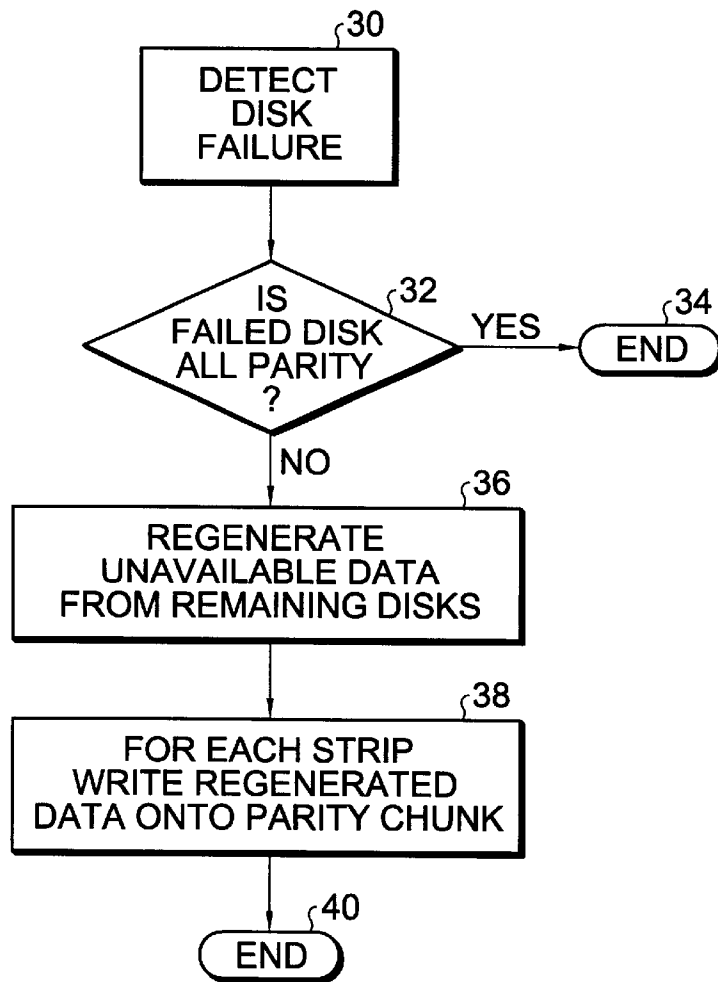 30
DETECT
DISK
FAILURE
32
IS
FAILED DISK
ALL PARITY
?
YES
34
END
NO
36
REGENERATE
UNAVAILABLE DATA
FROM REMAINING DISKS
38
FOR EACH STRIP
WRITE REGENERATED
DATA ONTO PARITY CHUNK
40
END